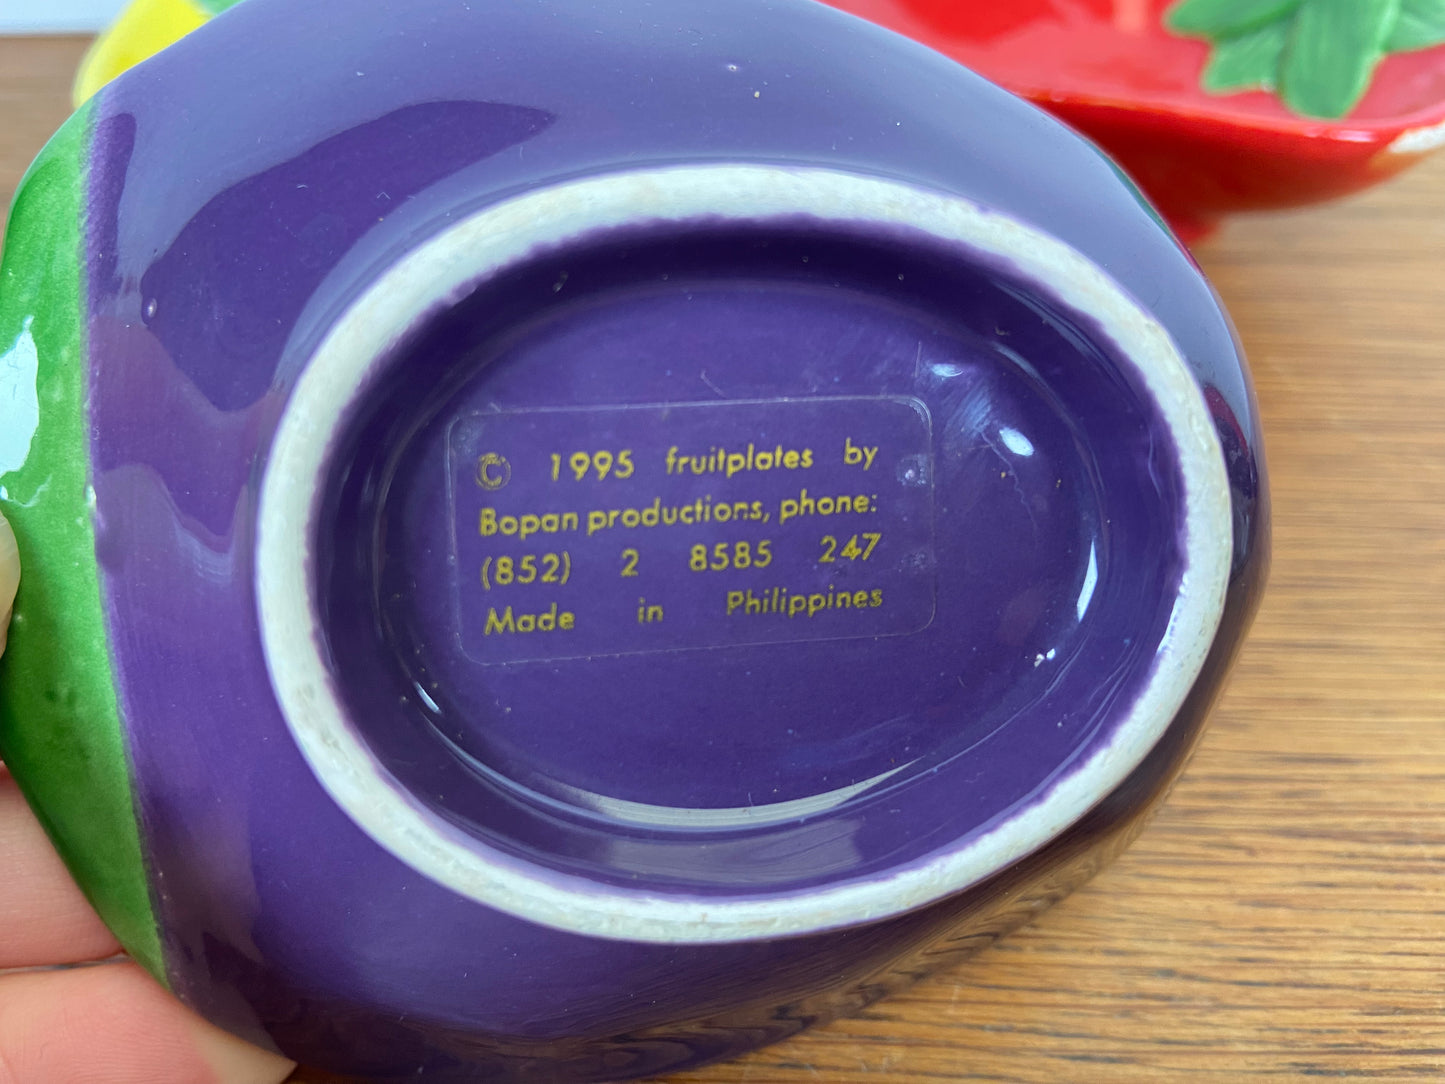 © 1995 fruitplates by
Bopan productions, phone:
(852) 2 8585 247
Made in Philippines